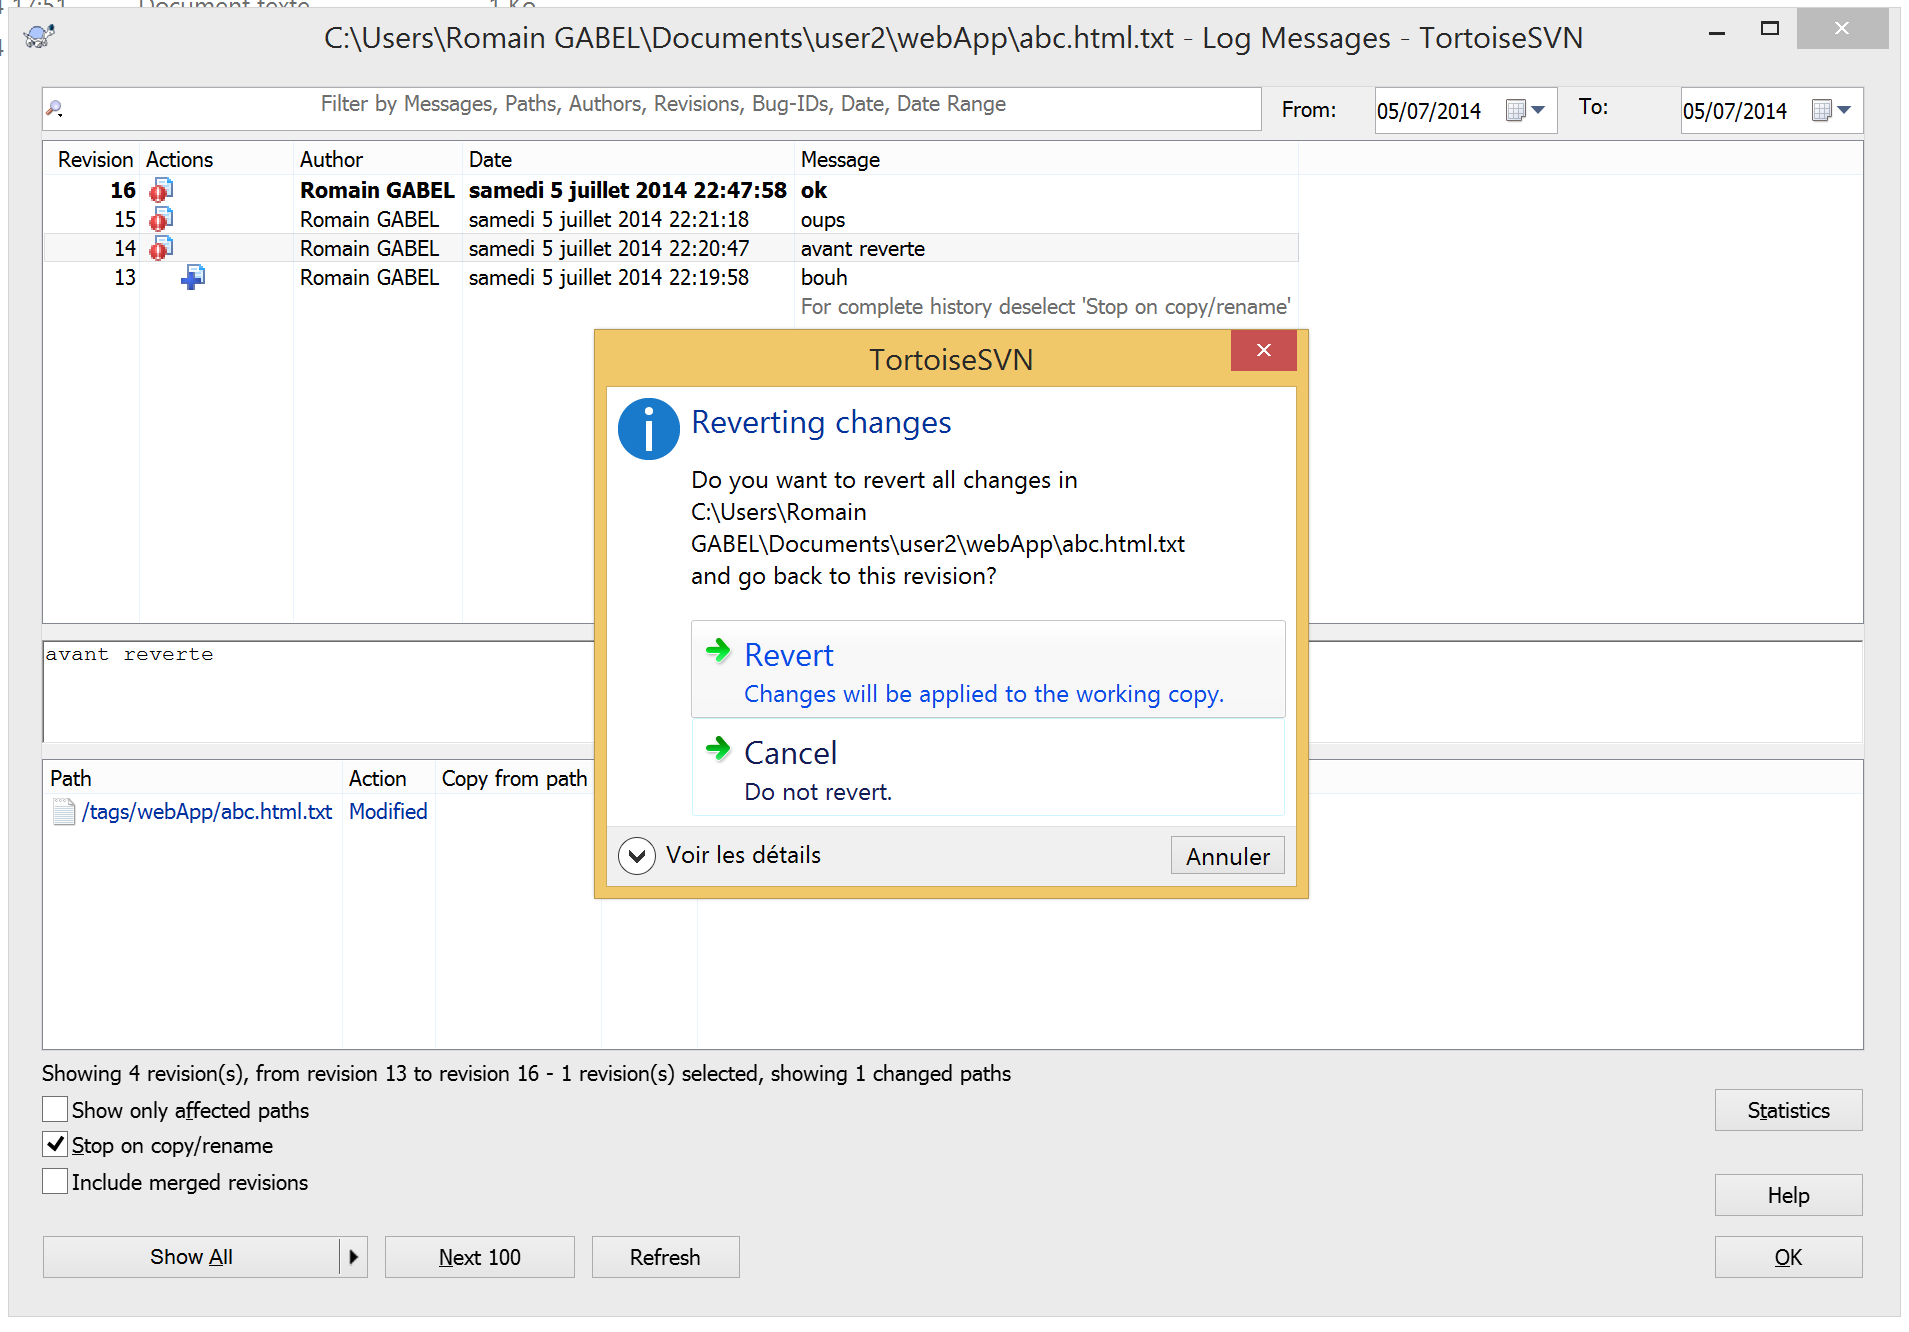 17:51 Document texte 1 Ko
C:\Users\Romain GABEL\Documents\user2\webApp\abc.html.txt - Log Messages - TortoiseSVN
Filter by Messages, Paths, Authors, Revisions, Bug-IDs, Date, Date Range From: 05/07/2014 To: 05/07/2014
Revision Actions Author Date Message
16 Romain GABEL samedi 5 juillet 2014 22:47:58 ok
15 Romain GABEL samedi 5 juillet 2014 22:21:18 oups
14 Romain GABEL samedi 5 juillet 2014 22:20:47 avant reverte
13 Romain GABEL samedi 5 juillet 2014 22:19:58 bouh
For complete history deselect 'Stop on copy/rename'
TortoiseSVN
Reverting changes
Do you want to revert all changes in
C:\Users\Romain
GABEL\Documents\user2\webApp\abc.html.txt
and go back to this revision?
Revert
Changes will be applied to the working copy.
Cancel
Do not revert.
Voir les détails Annuler
avant reverte
Path Action Copy from path
/tags/webApp/abc.html.txt Modified
Showing 4 revision(s), from revision 13 to revision 16 - 1 revision(s) selected, showing 1 changed paths
Show only affected paths
Stop on copy/rename
Include merged revisions
Statistics
Help
Show All Next 100 Refresh OK